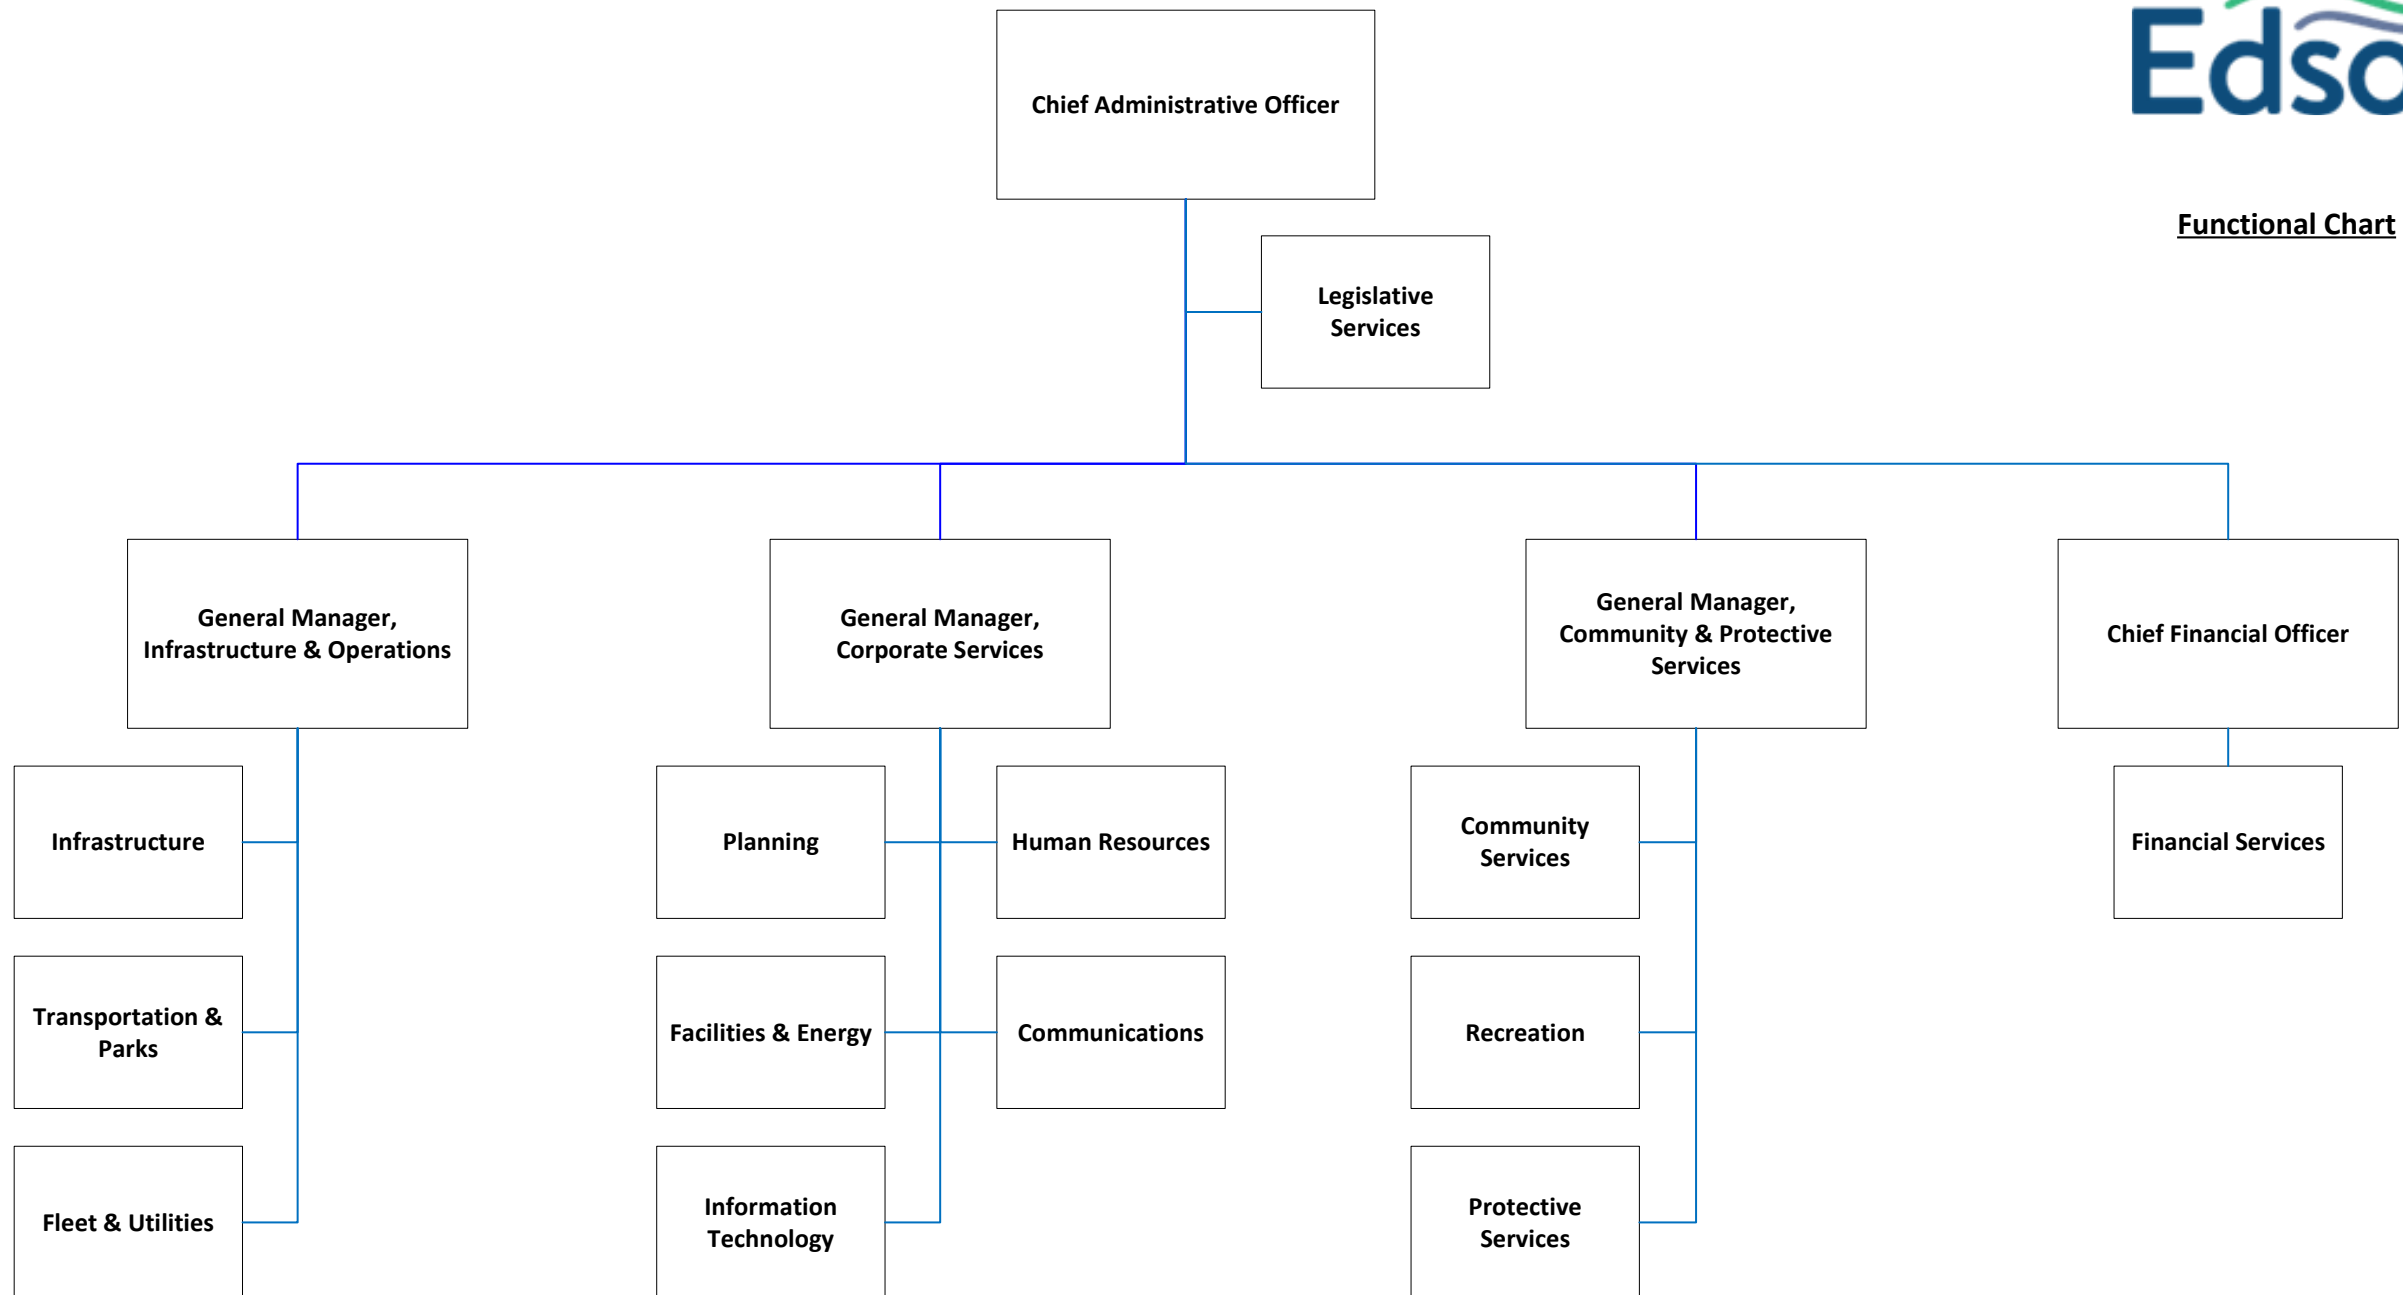 Chief Administrative Officer
Functional Chart
Legislative
Services
General Manager,
Infrastructure & Operations
General Manager,
Corporate Services
General Manager,
Community & Protective
Services
Chief Financial Officer
Infrastructure
Planning
Human Resources
Community
Services
Financial Services
Transportation &
Parks
Facilities & Energy
Communications
Recreation
Fleet & Utilities
Information
Technology
Protective
Services